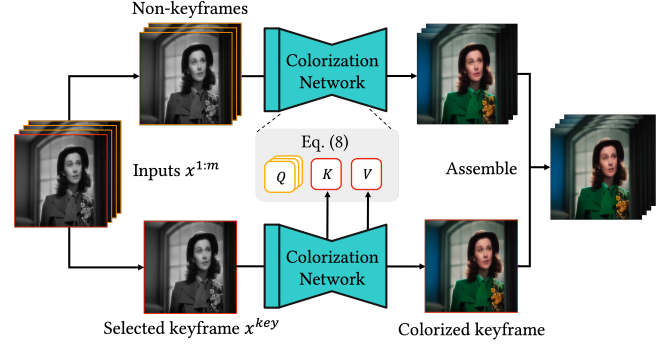 Non-keyframes
Colorization
Network
Eq. (8)
Q
K
V
Inputs x^{1:m}
Assemble
Colorization
Network
Selected keyframe x^{key}
Colorized keyframe